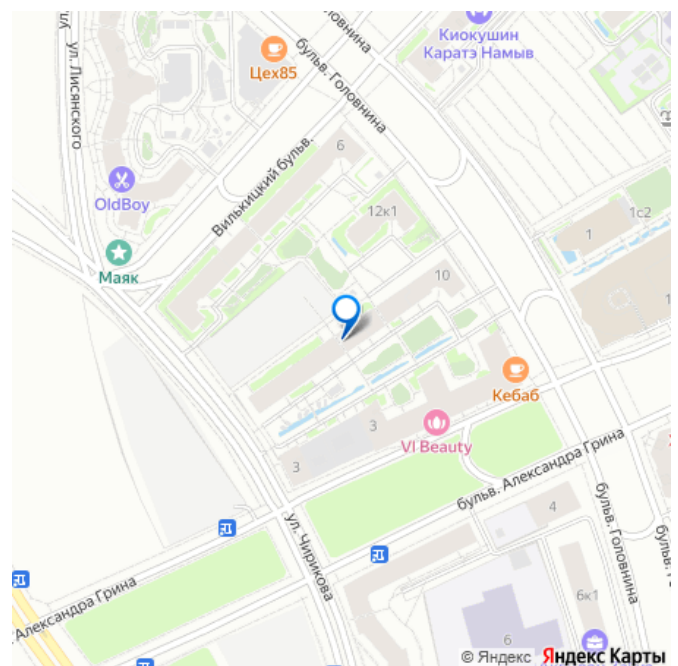 ул.
ул. Лисянского
бульв. Головнина
Киокушин
Каратэ Намыв
Цех85
OldBoy
Вилькицкий бульв.
6
12к1
1с2
1
Маяк
10
Кебаб
3
VI Beauty
3
бульв. Александра Грина
ул. Чирикова
4
бульв. Головнина
Александра Грина
6к1
6
© Яндекс Яндекс Карты